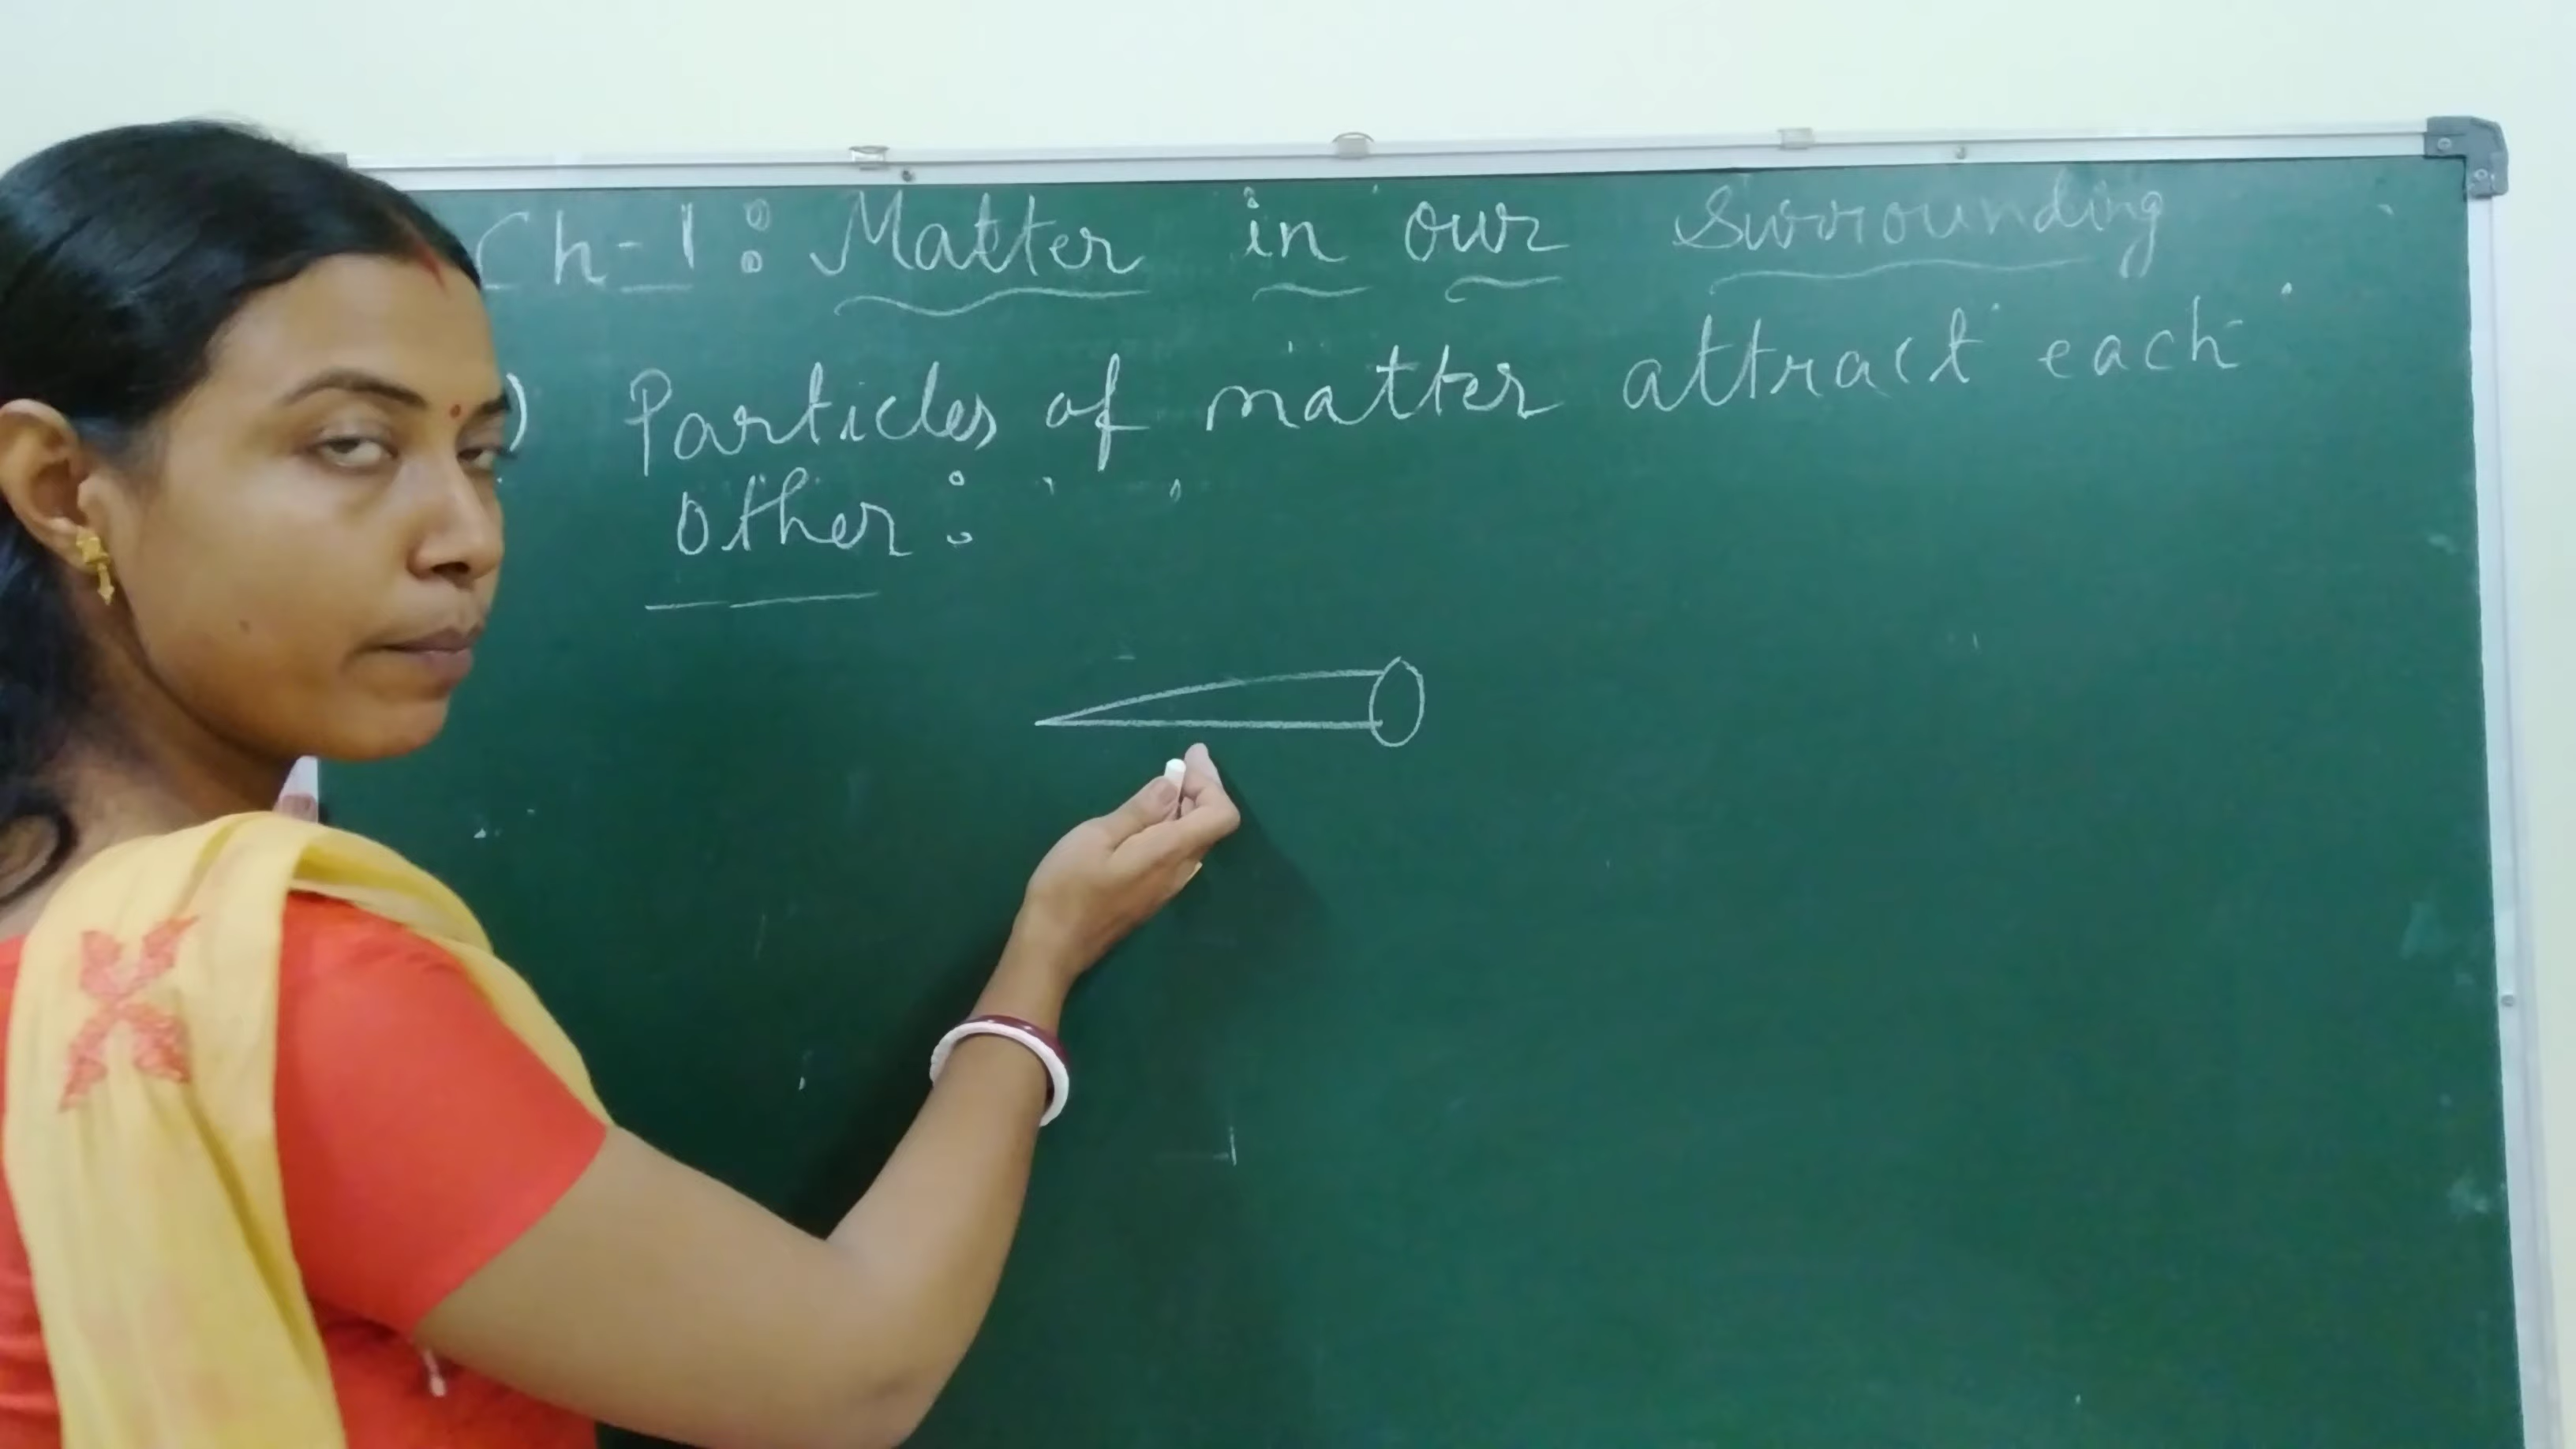 Ch-1: Matter in our Surrounding
) Particles of matter attract each
other: